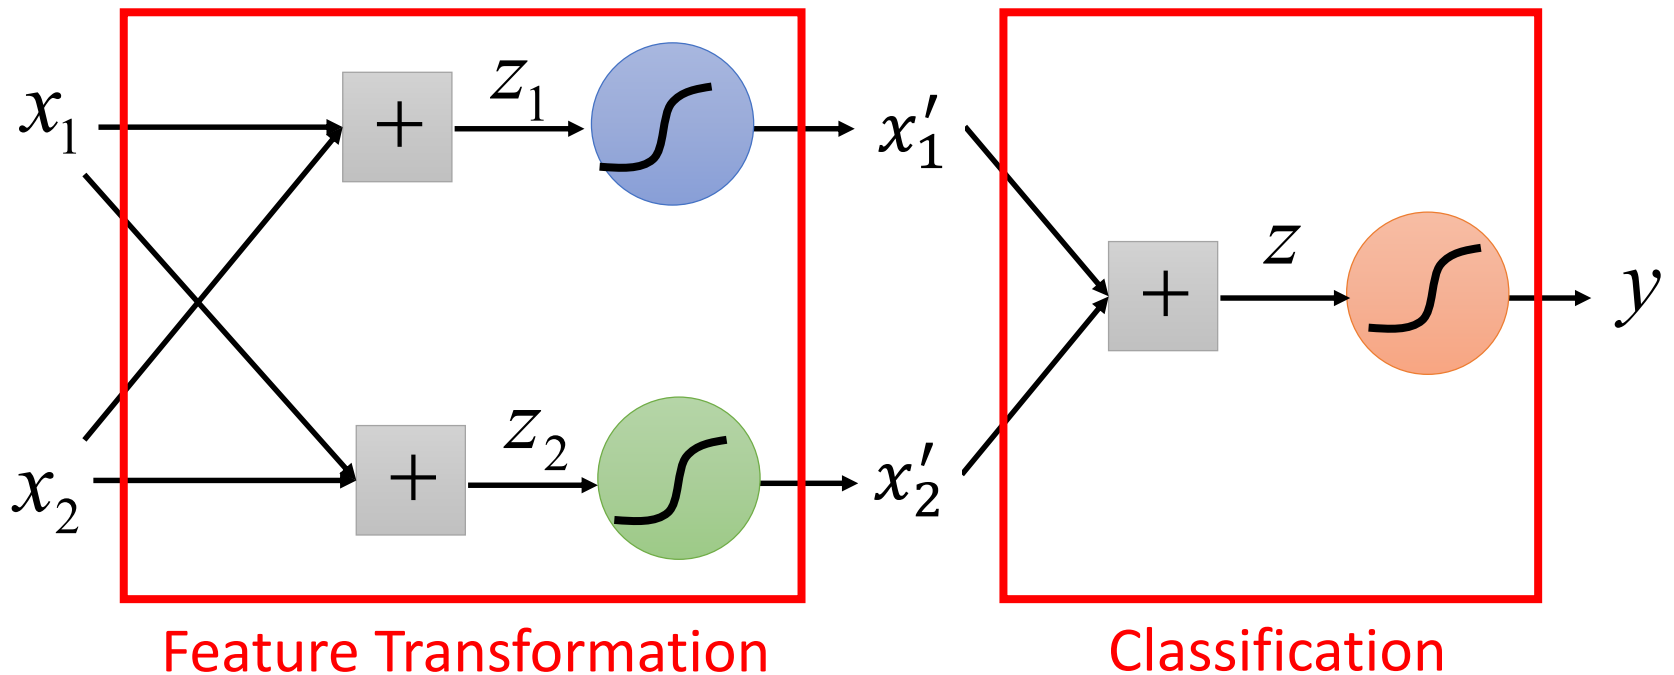 x₁
+
z₁
x′₁
x₂
+
z₂
x′₂
+
z
y
Feature Transformation
Classification